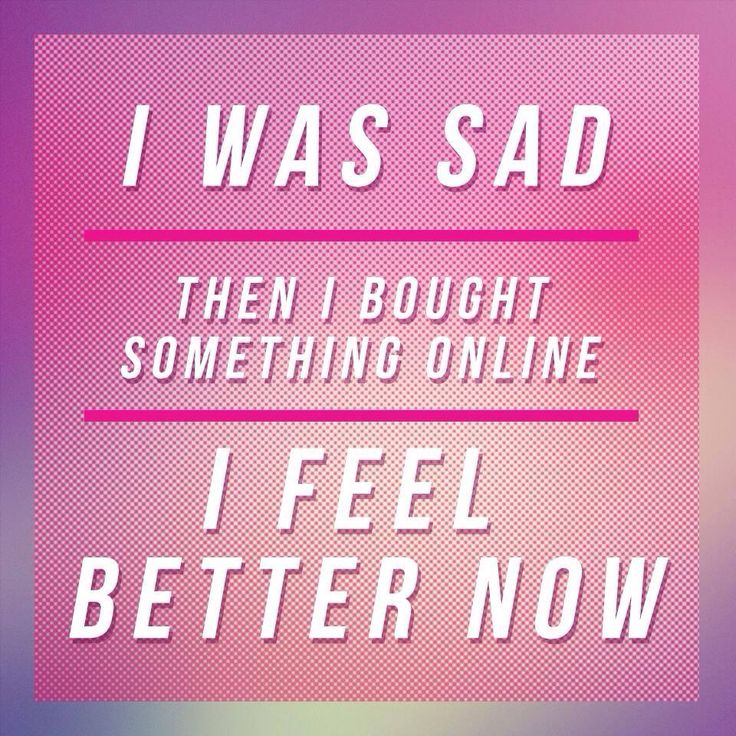 I WAS SAD
THEN I BOUGHT
SOMETHING ONLINE
I FEEL
BETTER NOW